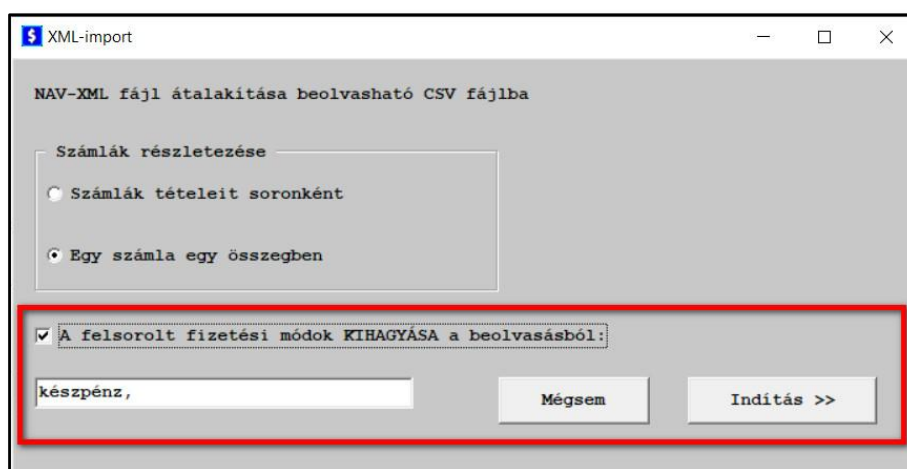 $ XML-import
NAV-XML fájl átalakítása beolvasható CSV fájlba
Számlák részletezése
Számlák tételeit soronként
Egy számla egy összegben
A felsorolt fizetési módok KIHAGYÁSA a beolvasásból:
készpénz,
Mégsem
Indítás >>